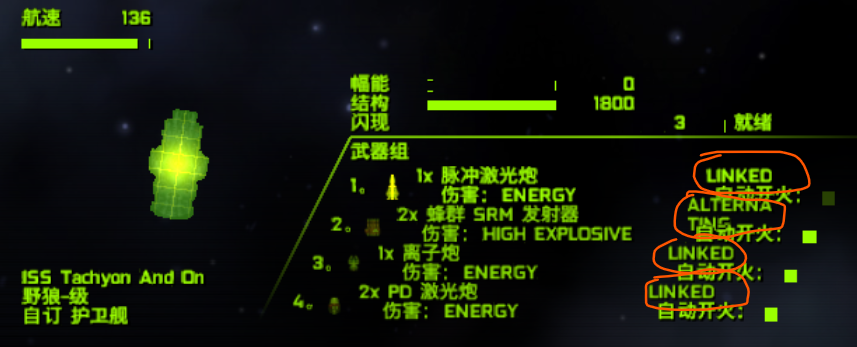 航速 136
幅能 0
结构 1800
闪现 3 就绪
武器组
1。 1x 脉冲激光炮 LINKED
伤害: ENERGY 自动开火:
2。 2x 蜂群 SRM 发射器 ALTERNA
TING
伤害: HIGH EXPLOSIVE 自动开火:
3。 1x 离子炮 LINKED
伤害: ENERGY 自动开火:
4。 2x PD 激光炮 LINKED
伤害: ENERGY 自动开火:
ISS Tachyon And On
野狼-级
自订 护卫舰